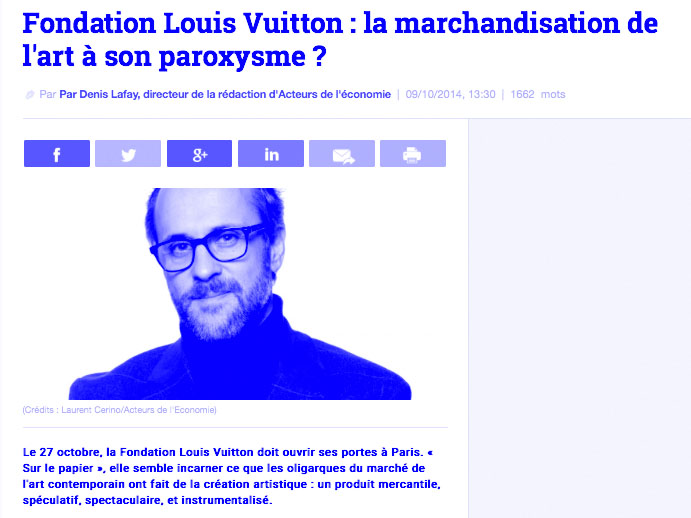 Fondation Louis Vuitton : la marchandisation de
l'art à son paroxysme ?
Par Par Denis Lafay, directeur de la rédaction d'Acteurs de l'économie | 09/10/2014, 13:30 | 1662 mots
f g+ in
(Crédits : Laurent Cerino/Acteurs de l'Economie)
Le 27 octobre, la Fondation Louis Vuitton doit ouvrir ses portes à Paris. «
Sur le papier », elle semble incarner ce que les oligarques du marché de
l'art contemporain ont fait de la création artistique : un produit mercantile,
spéculatif, spectaculaire, et instrumentalisé.